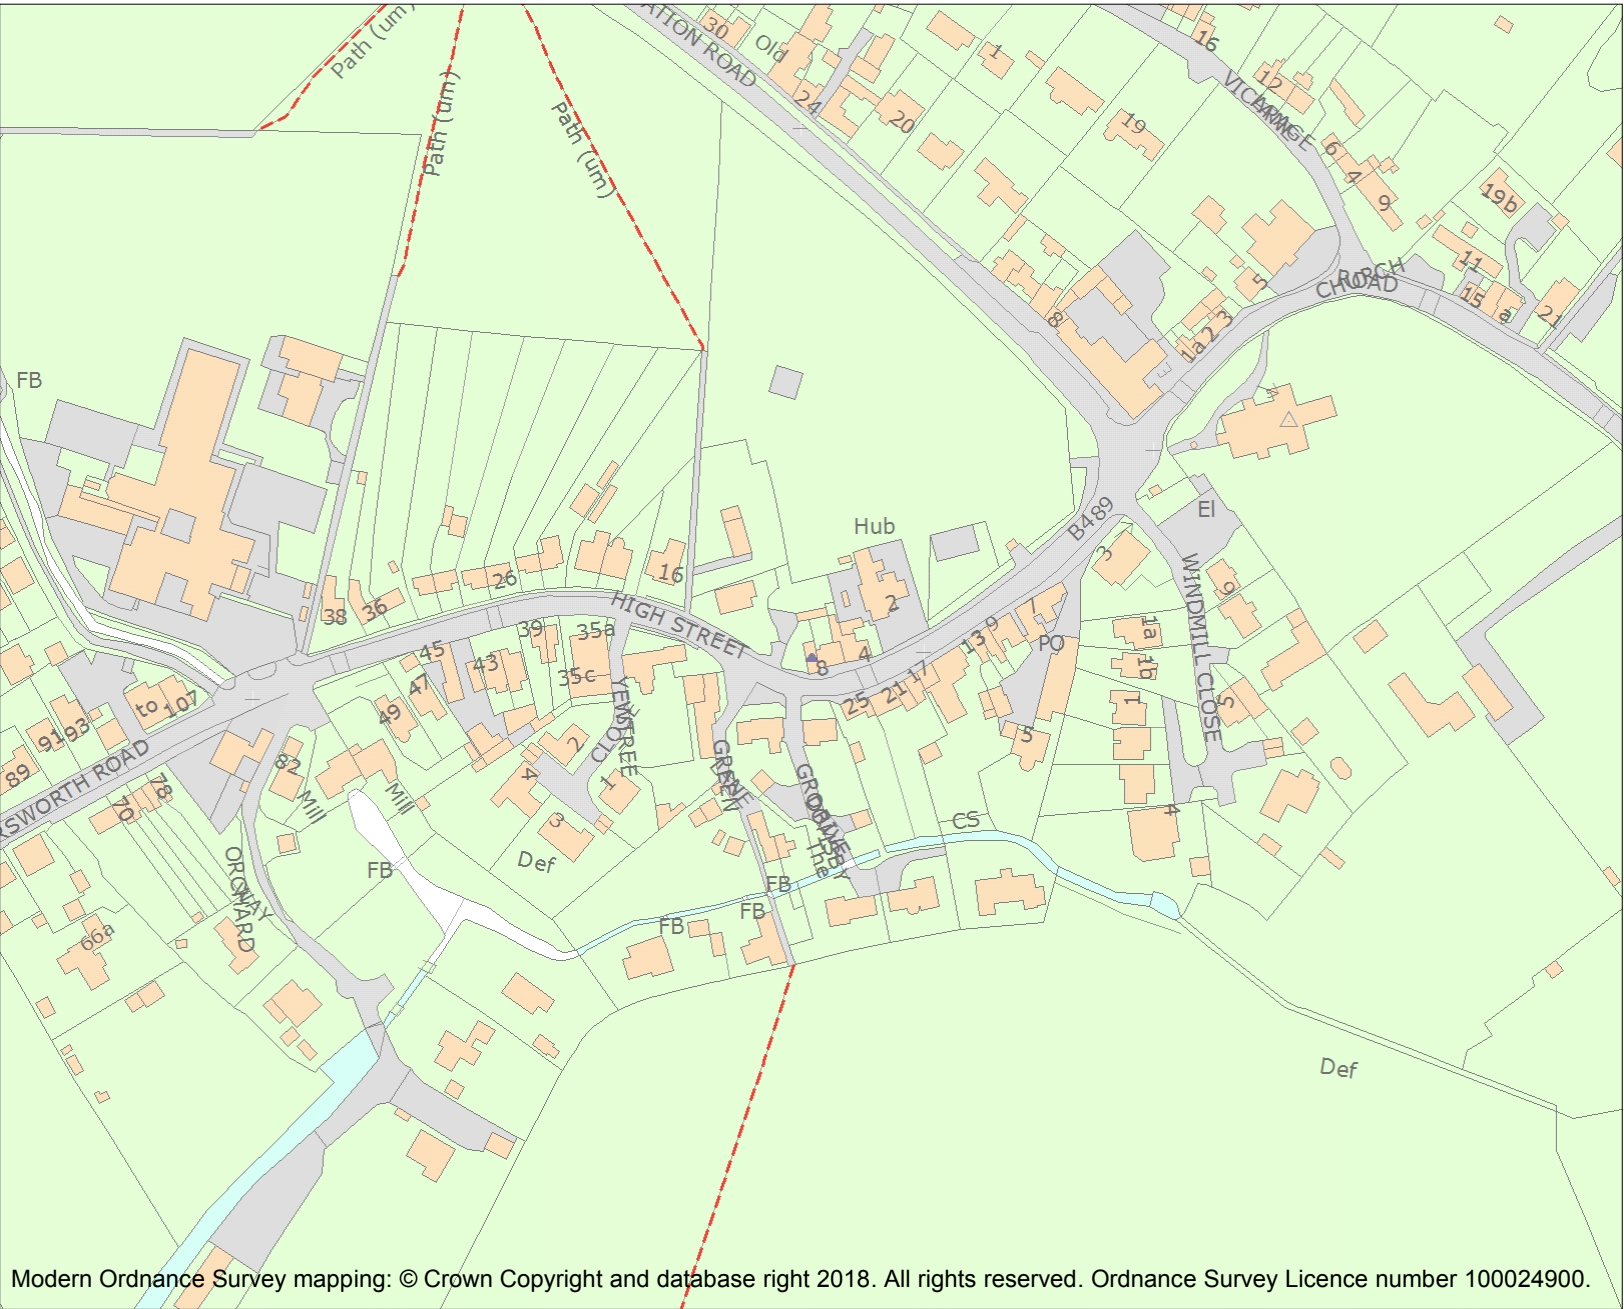 Path (um)
Path (um)
Path (um)
ATION ROAD
30
Old
24
20
1
19
16
12
VICARAGE
6
4
9
19b
11
15
a
21
CHURCH
ROAD
5
3
2
1a
8
FB
Hub
2
B489
El
3
WINDMILL CLOSE
9
1a
1b
1
5
4
38
36
26
16
HIGH STREET
45
47
49
43
39
35a
35c
YEWTREE
CLOSE
2
1
4
3
Def
8
4
25
21
17
13
9
7
PO
5
GREEN
LANE
GROVE
The
CS
FB
FB
FB
FB
89
91
93
to
107
RSWORTH ROAD
70
78
82
Mill
Mill
ORCHARD
WAY
66a
Def
Modern Ordnance Survey mapping: © Crown Copyright and database right 2018. All rights reserved. Ordnance Survey Licence number 100024900.